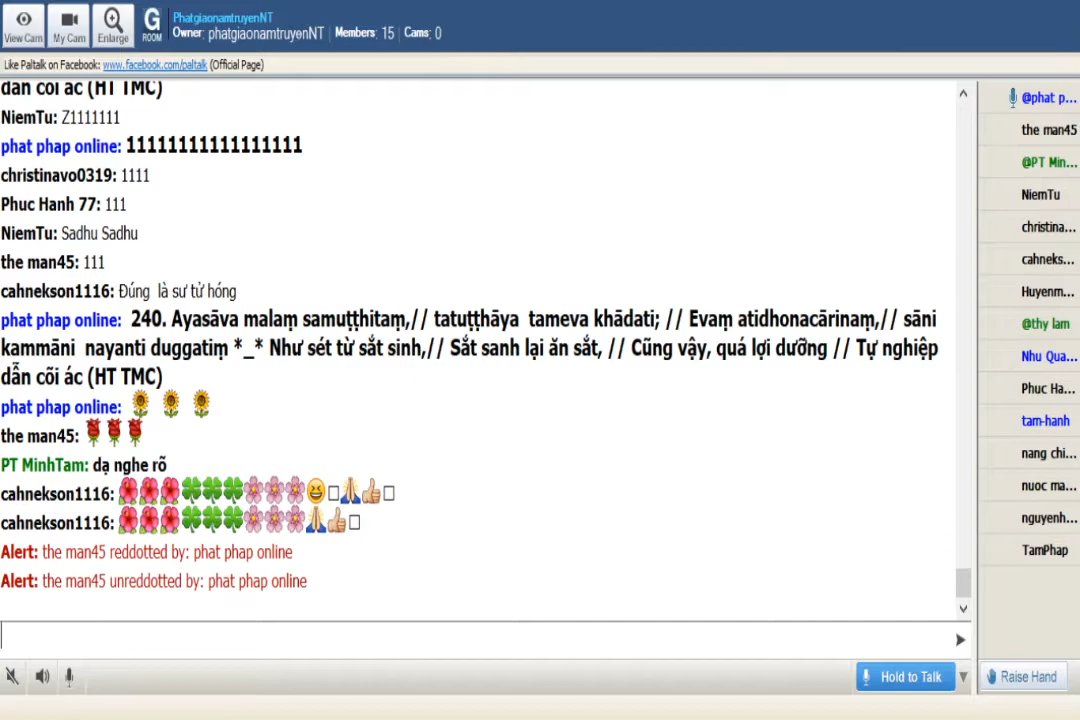 View Cam
My Cam
Enlarge
G
ROOM
PhatgiaonamtruyenNT
Owner: phatgiaonamtruyenNT | Members: 15 | Cams: 0
Like Paltalk on Facebook: www.facebook.com/paltalk (Official Page)
dẫn cõi ác (HT TMC)
NiemTu: Z1111111
phat phap online: 11111111111111111
christinavo0319: 1111
Phuc Hanh 77: 111
NiemTu: Sadhu Sadhu
the man45: 111
cahnekson1116: Đúng là sư tử hóng
phat phap online: 240. Ayasāva malaṃ samuṭṭhitaṃ,// tatuṭṭhāya tameva khādati; // Evaṃ atidhonacārinaṃ,// sāni
kammāni nayanti duggatiṃ *_* Như sét từ sắt sinh,// Sắt sanh lại ăn sắt, // Cũng vậy, quá lợi dưỡng // Tự nghiệp
dẫn cõi ác (HT TMC)
phat phap online:
the man45:
PT MinhTam: dạ nghe rõ
cahnekson1116:
cahnekson1116:
Alert: the man45 reddotted by: phat phap online
Alert: the man45 unreddotted by: phat phap online
@phat p...
the man45
@PT Min...
NiemTu
christina...
cahneks...
Huyenm...
@thy lam
Nhu Qua...
Phuc Ha...
tam-hanh
nang chi...
nuoc ma...
nguyenh...
TamPhap
Hold to Talk
Raise Hand